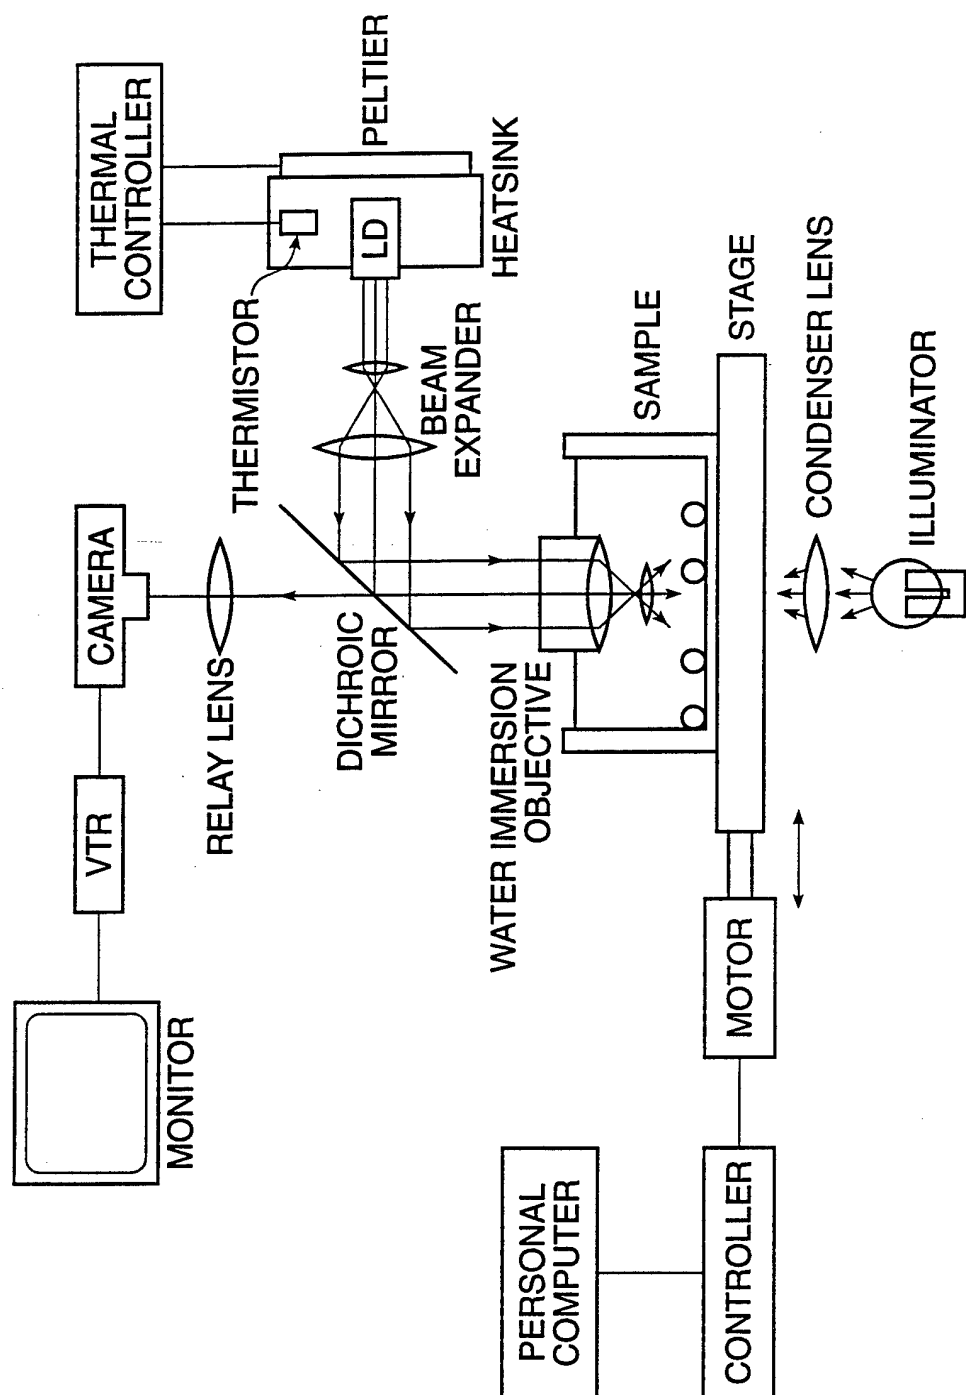 THERMAL
CONTROLLER
PELTIER
HEATSINK
LD
THERMISTOR
BEAM
EXPANDER
CAMERA
VTR
MONITOR
RELAY LENS
DICHROIC
MIRROR
WATER IMMERSION
OBJECTIVE
SAMPLE
STAGE
CONDENSER LENS
ILLUMINATOR
MOTOR
PERSONAL
COMPUTER
CONTROLLER